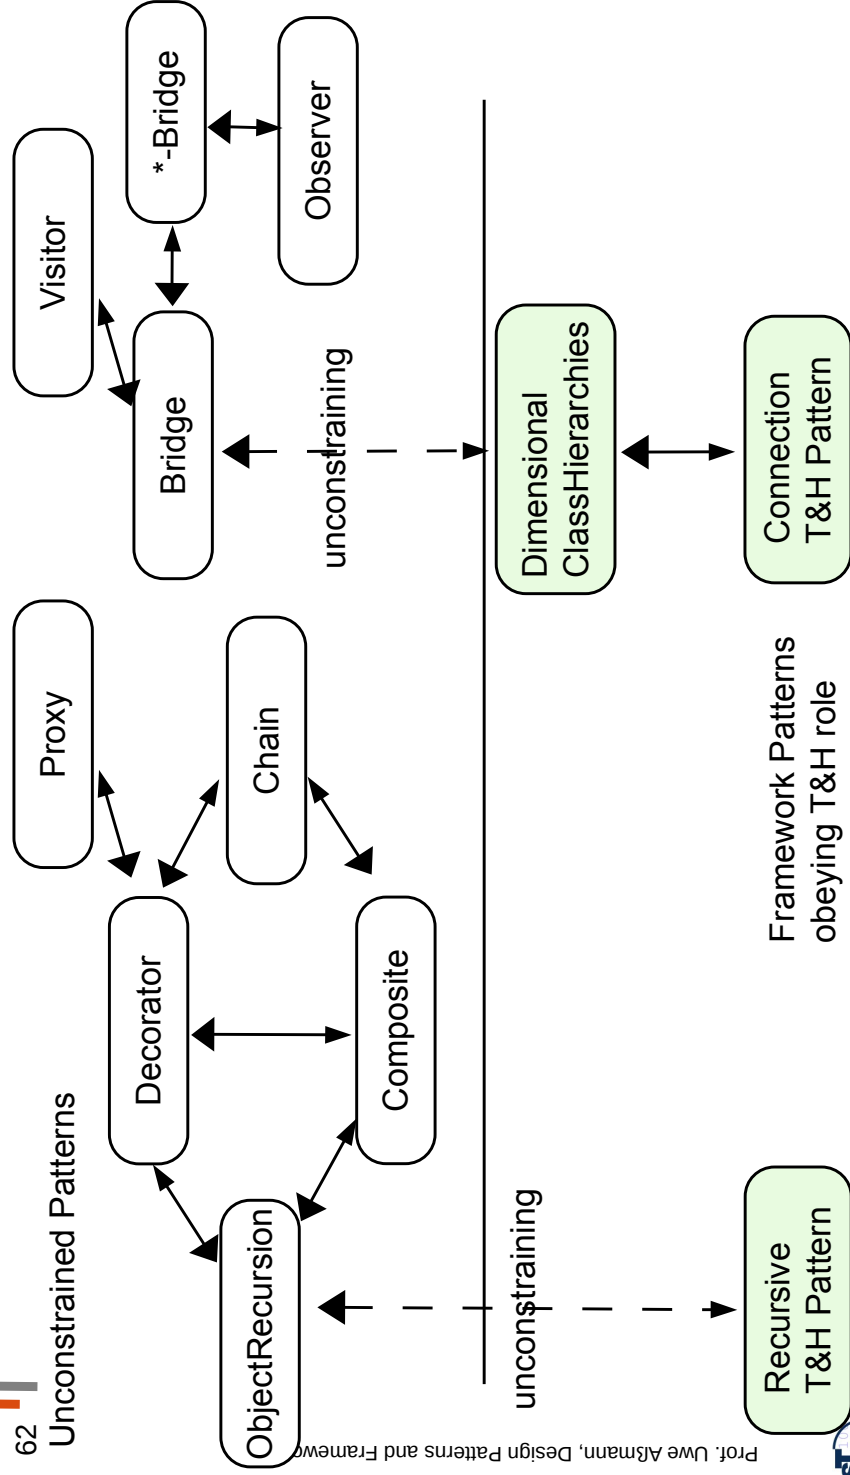 62
Unconstrained Patterns
ObjectRecursion
Decorator
Composite
Proxy
Chain
Bridge
Visitor
*-Bridge
Observer
unconstraining
unconstraining
Recursive
T&H Pattern
Framework Patterns
obeying T&H role
Dimensional
ClassHierarchies
Connection
T&H Pattern
Prof. Uwe Aßmann, Design Patterns and